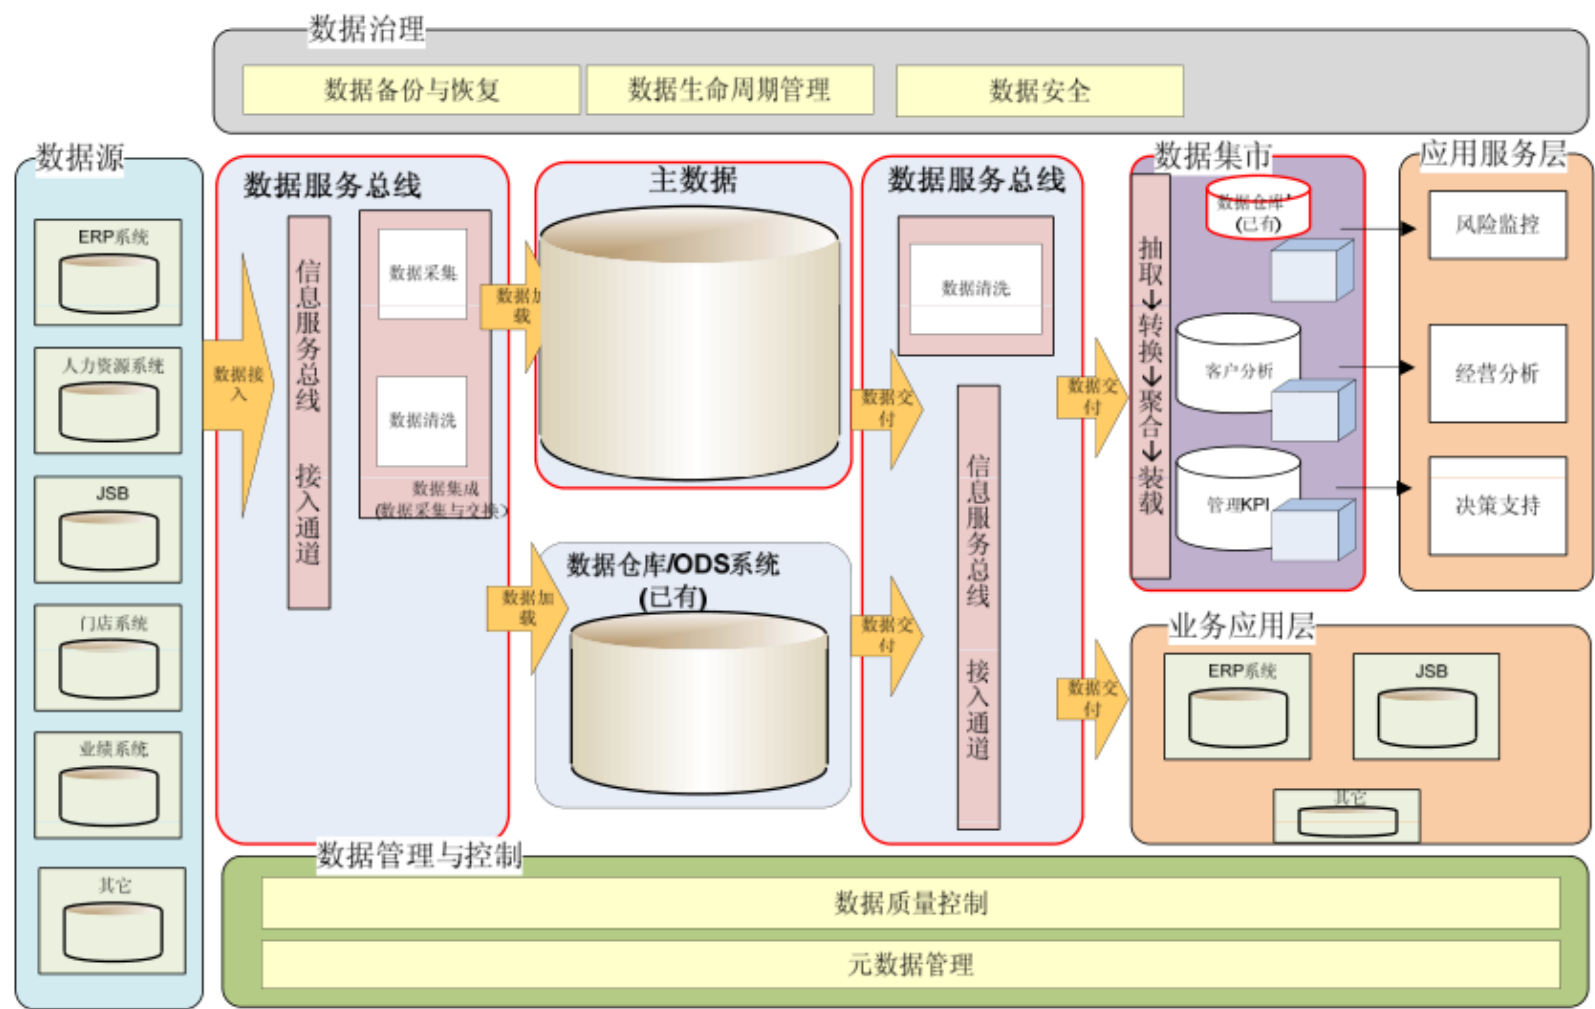 数据治理
数据备份与恢复
数据生命周期管理
数据安全
数据源
ERP系统
人力资源系统
JSB
门店系统
业绩系统
其它
数据接
入
数据服务总线
信息服务总线 接入通道
数据采集
数据清洗
数据集成
(数据采集与交换)
数据加
载
数据加
载
主数据
数据仓库/ODS系统
(已有)
数据交
付
数据交
付
数据服务总线
数据清洗
信息服务总线 接入通道
数据交
付
数据交
付
数据集市
抽取→转换→聚合→装载
数据仓库
(已有)
客户分析
管理KPI
应用服务层
风险监控
经营分析
决策支持
业务应用层
ERP系统
JSB
其它
数据管理与控制
数据质量控制
元数据管理